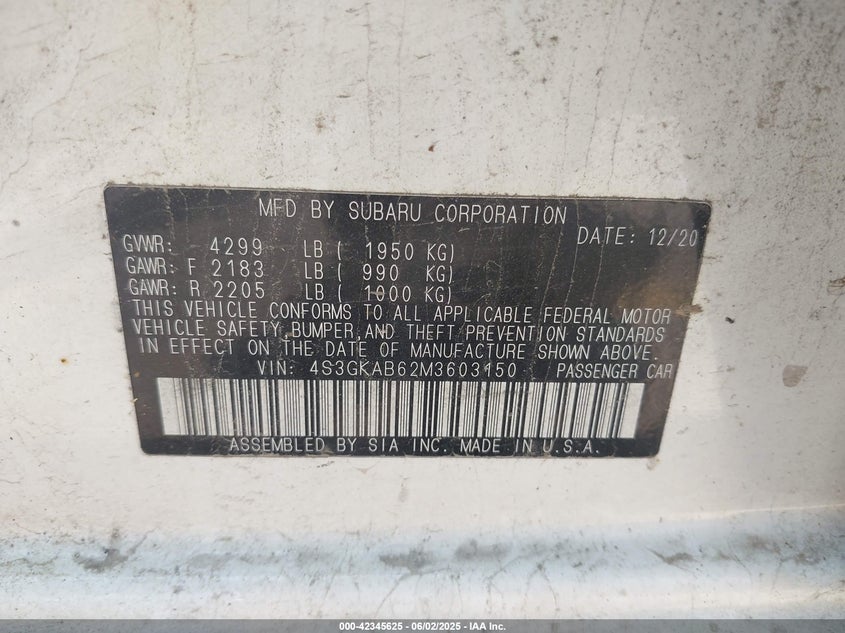 MFD BY SUBARU CORPORATION
DATE: 12/20
GVWR: 4299 LB ( 1950 KG)
GAWR: F 2183 LB ( 990 KG)
GAWR: R 2205 LB ( 1000 KG)
THIS VEHICLE CONFORMS TO ALL APPLICABLE FEDERAL MOTOR
VEHICLE SAFETY,BUMPER,AND THEFT PREVENTION STANDARDS
IN EFFECT ON THE DATE OF MANUFACTURE SHOWN ABOVE.
VIN: 4S3GKAB62M3603150 PASSENGER CAR
ASSEMBLED BY SIA INC. MADE IN U.S.A.
000-42345625 - 06/02/2025 - IAA Inc.